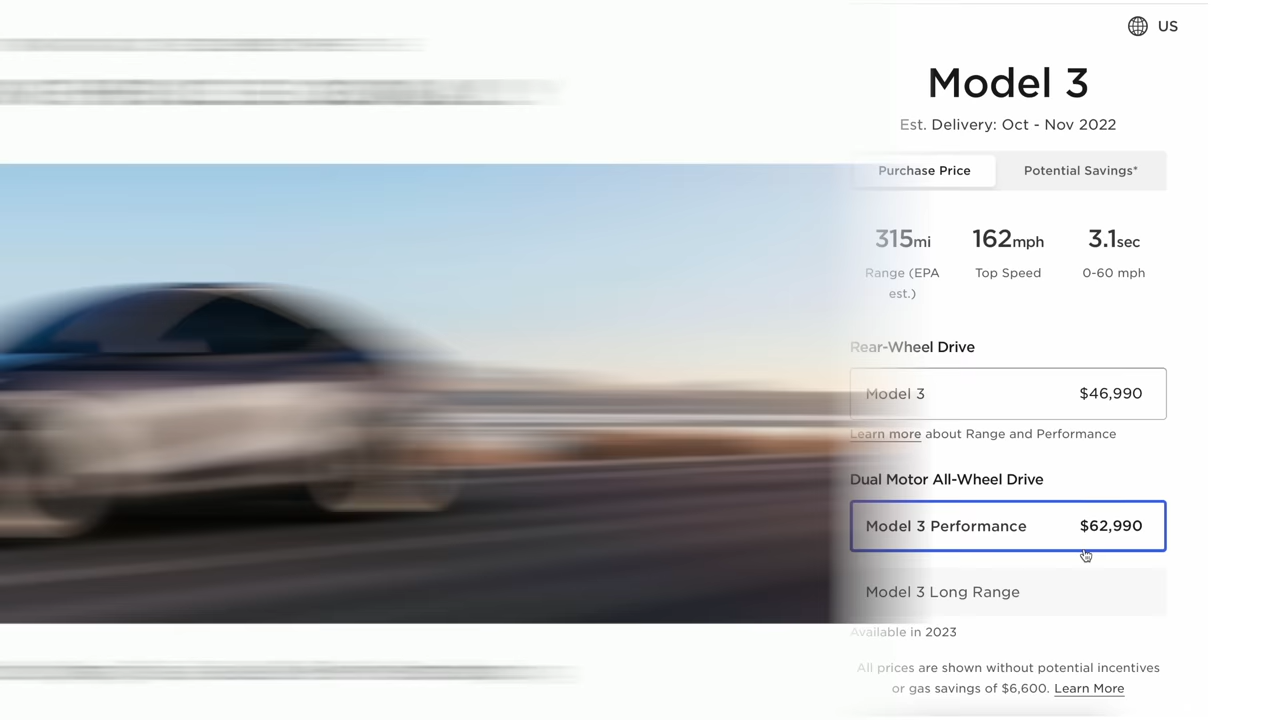 US
Model 3
Est. Delivery: Oct - Nov 2022
Purchase Price
Potential Savings*
315mi
162mph
3.1sec
Range (EPA
est.)
Top Speed
0-60 mph
Rear-Wheel Drive
Model 3
$46,990
Learn more about Range and Performance
Dual Motor All-Wheel Drive
Model 3 Performance
$62,990
Model 3 Long Range
Available in 2023
All prices are shown without potential incentives
or gas savings of $6,600. Learn More